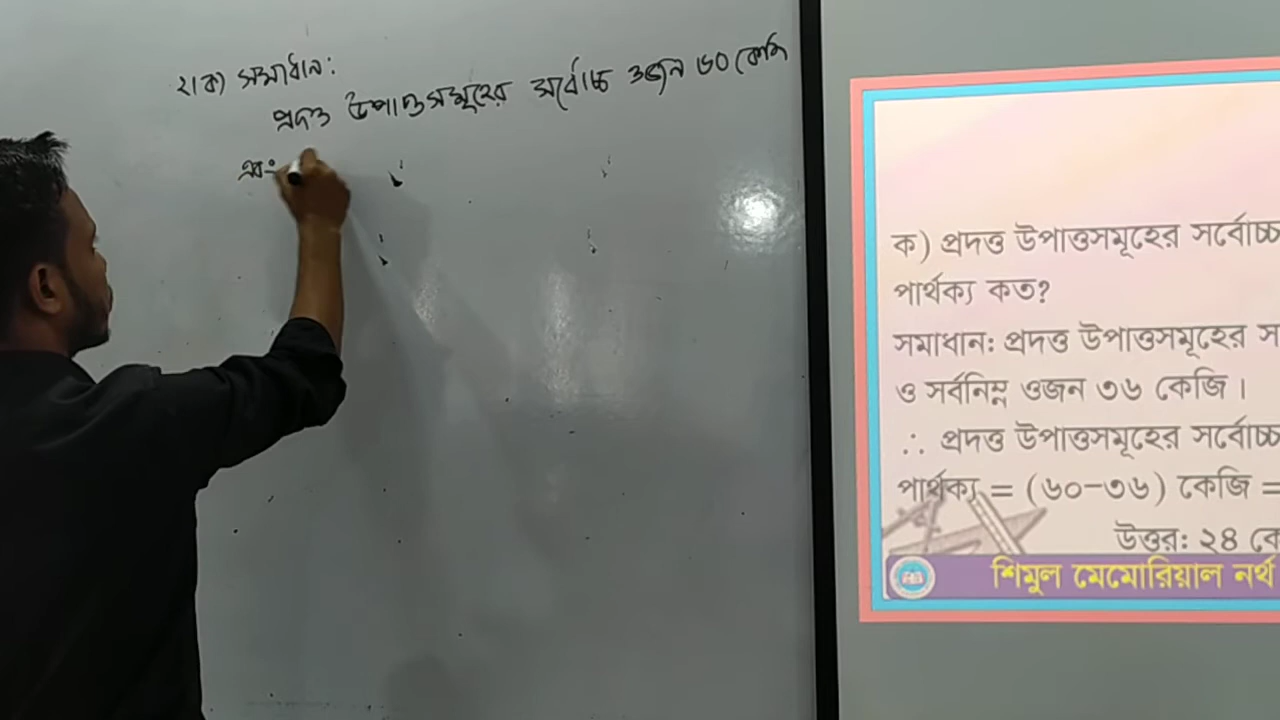 ২। ক) সমাধান:
প্রদত্ত উপাত্তসমূহের সর্বোচ্চ ওজন ৬০ কেজি
এবং
ক) প্রদত্ত উপাত্তসমূহের সর্বোচ্চ
পার্থক্য কত?
সমাধান: প্রদত্ত উপাত্তসমূহের স
ও সর্বনিম্ন ওজন ৩৬ কেজি।
∴ প্রদত্ত উপাত্তসমূহের সর্বোচ্চ
পার্থক্য = (৬০-৩৬) কেজি =
উত্তর: ২৪ কে
শিমুল মেমোরিয়াল নর্থ